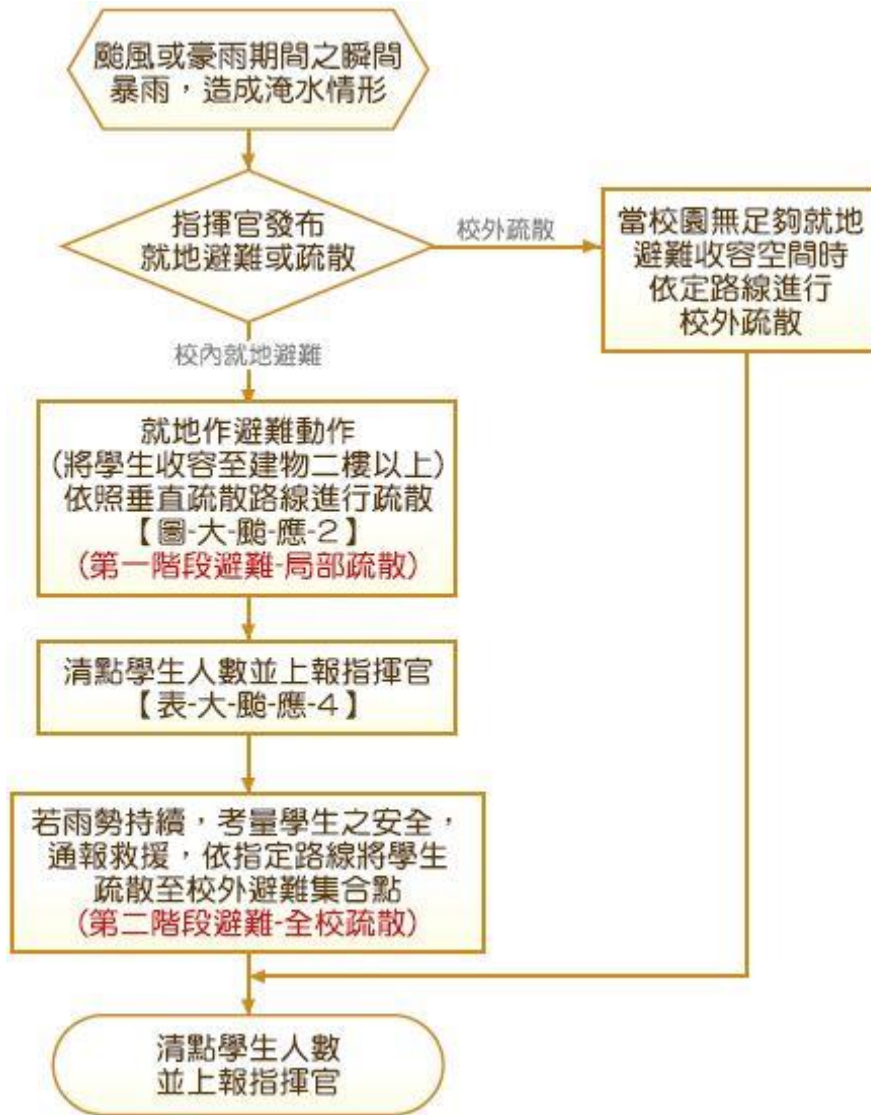 颱風或豪雨期間之瞬間
暴雨，造成淹水情形
指揮官發布
就地避難或疏散
校外疏散
當校園無足夠就地
避難收容空間時
依定路線進行
校外疏散
校內就地避難
就地作避難動作
(將學生收容至建物二樓以上)
依照垂直疏散路線進行疏散
【圖-大-颱-應-2】
(第一階段避難-局部疏散)
清點學生人數並上報指揮官
【表-大-颱-應-4】
若雨勢持續，考量學生之安全，
通報救援，依指定路線將學生
疏散至校外避難集合點
(第二階段避難-全校疏散)
清點學生人數
並上報指揮官